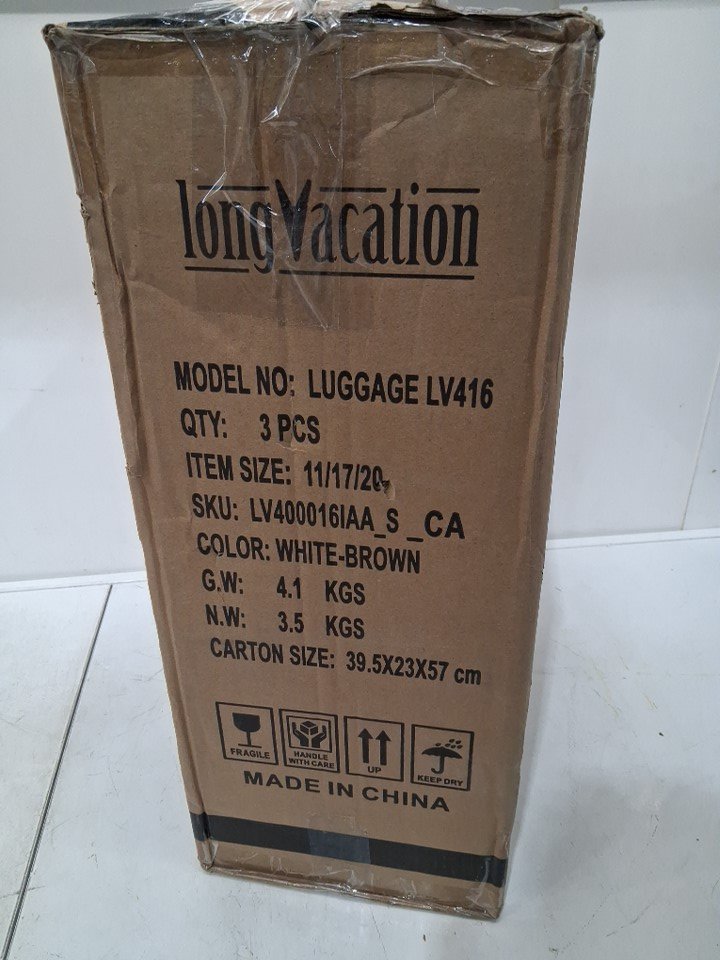 longVacation
MODEL NO: LUGGAGE LV416
QTY: 3 PCS
ITEM SIZE: 11/17/20
SKU: LV400016IAA_S _CA
COLOR: WHITE-BROWN
G.W: 4.1 KGS
N.W: 3.5 KGS
CARTON SIZE: 39.5X23X57 cm
FRAGILE
HANDLE WITH CARE
UP
KEEP DRY
MADE IN CHINA